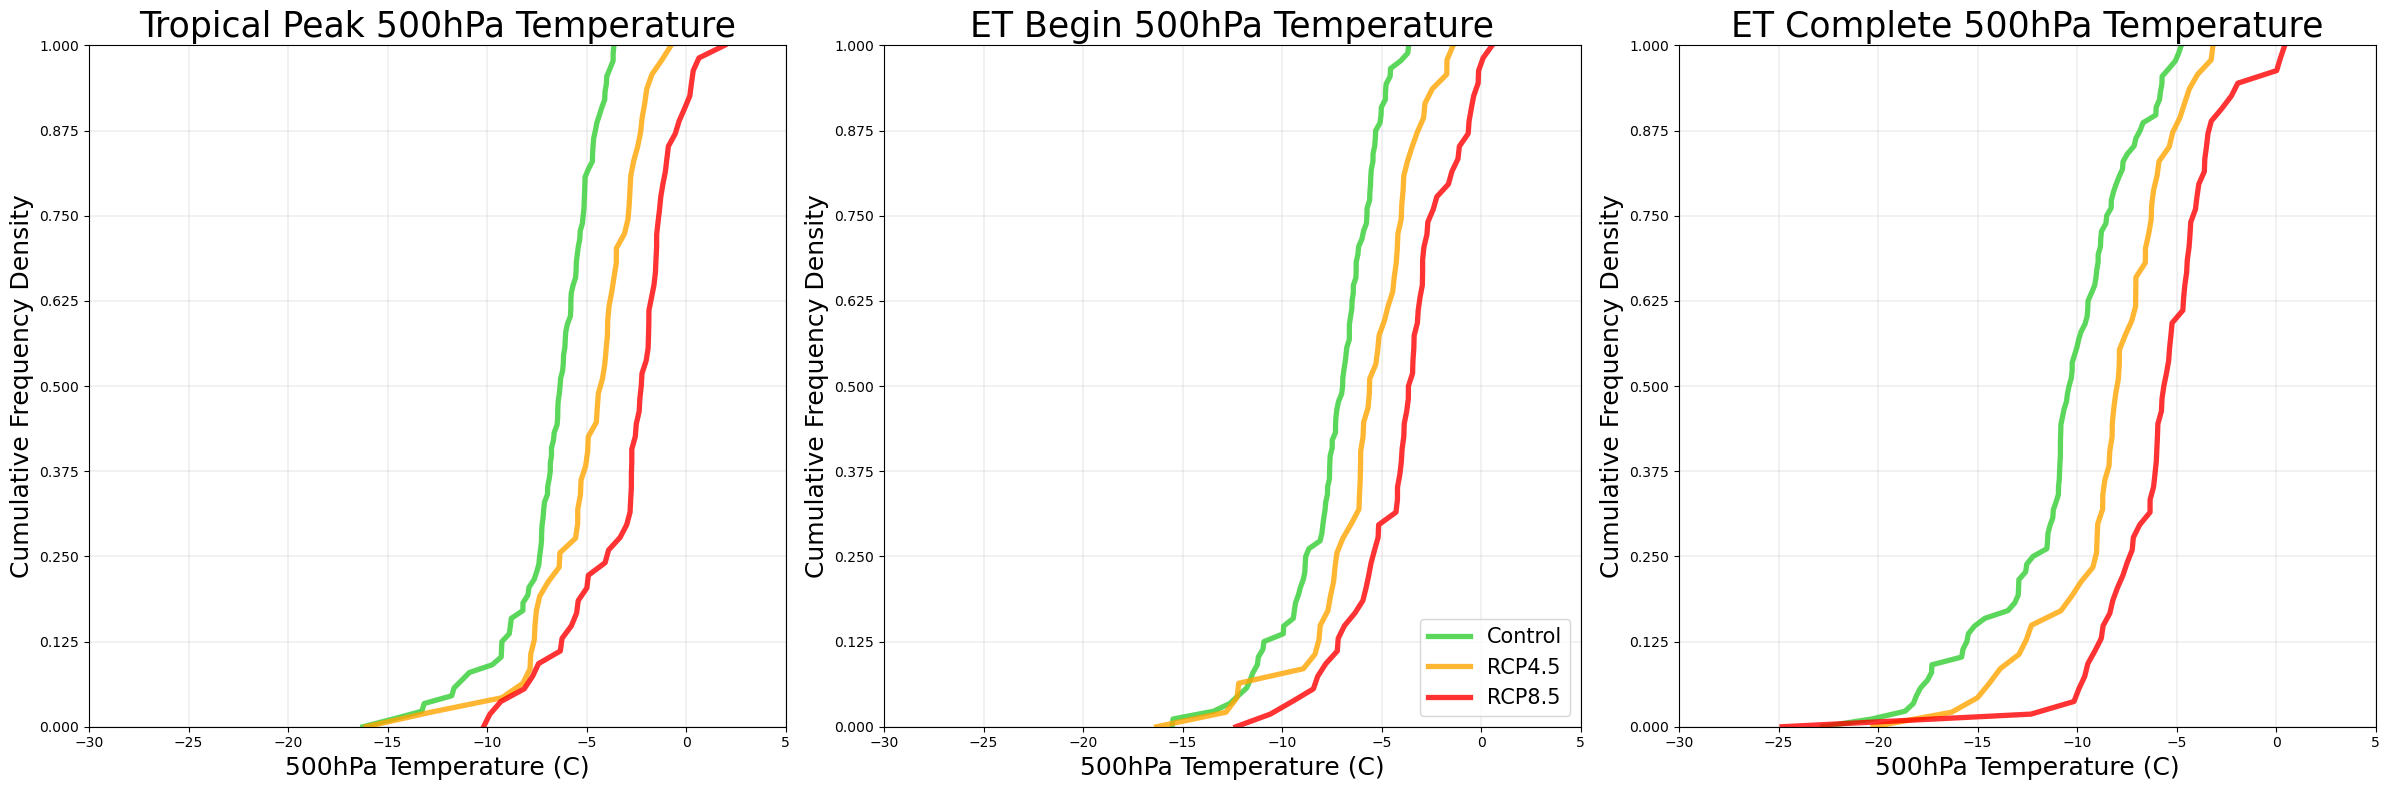 Tropical Peak 500hPa Temperature
Cumulative Frequency Density
1.000
0.875
0.750
0.625
0.500
0.375
0.250
0.125
0.000
−30 −25 −20 −15 −10 −5 0 5
500hPa Temperature (C)
ET Begin 500hPa Temperature
Cumulative Frequency Density
1.000
0.875
0.750
0.625
0.500
0.375
0.250
0.125
0.000
Control
RCP4.5
RCP8.5
−30 −25 −20 −15 −10 −5 0 5
500hPa Temperature (C)
ET Complete 500hPa Temperature
Cumulative Frequency Density
1.000
0.875
0.750
0.625
0.500
0.375
0.250
0.125
0.000
−30 −25 −20 −15 −10 −5 0 5
500hPa Temperature (C)